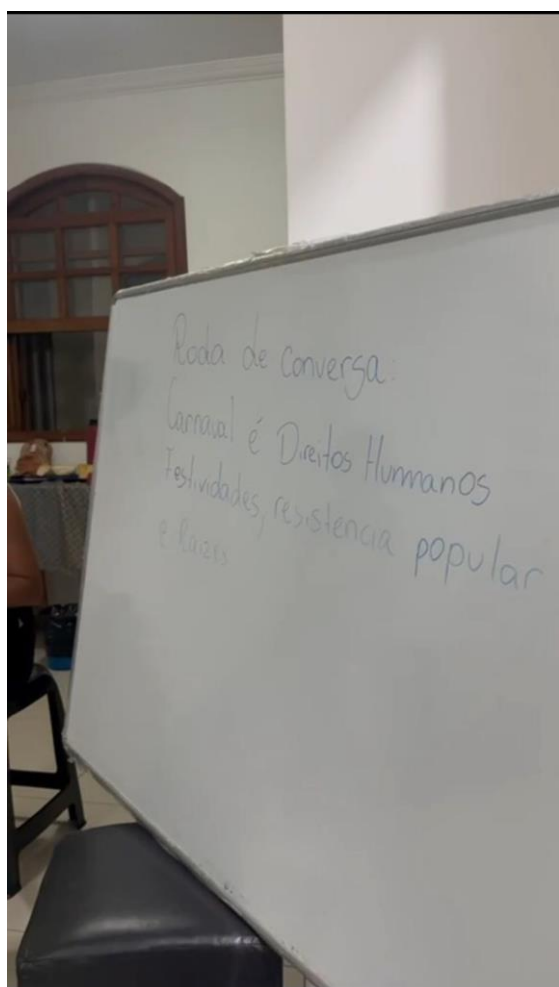 Roda de conversa:
Carnaval é Direitos Humanos
Festividades, resistência popular
e Raízes